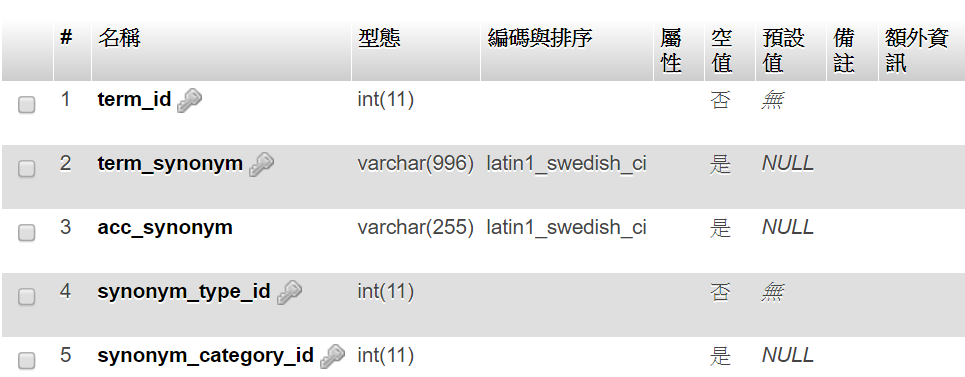 # 名稱 型態 編碼與排序 屬性 空值 預設值 備註 額外資訊
1 term_id int(11) 否 無
2 term_synonym varchar(996) latin1_swedish_ci 是 NULL
3 acc_synonym varchar(255) latin1_swedish_ci 是 NULL
4 synonym_type_id int(11) 否 無
5 synonym_category_id int(11) 是 NULL